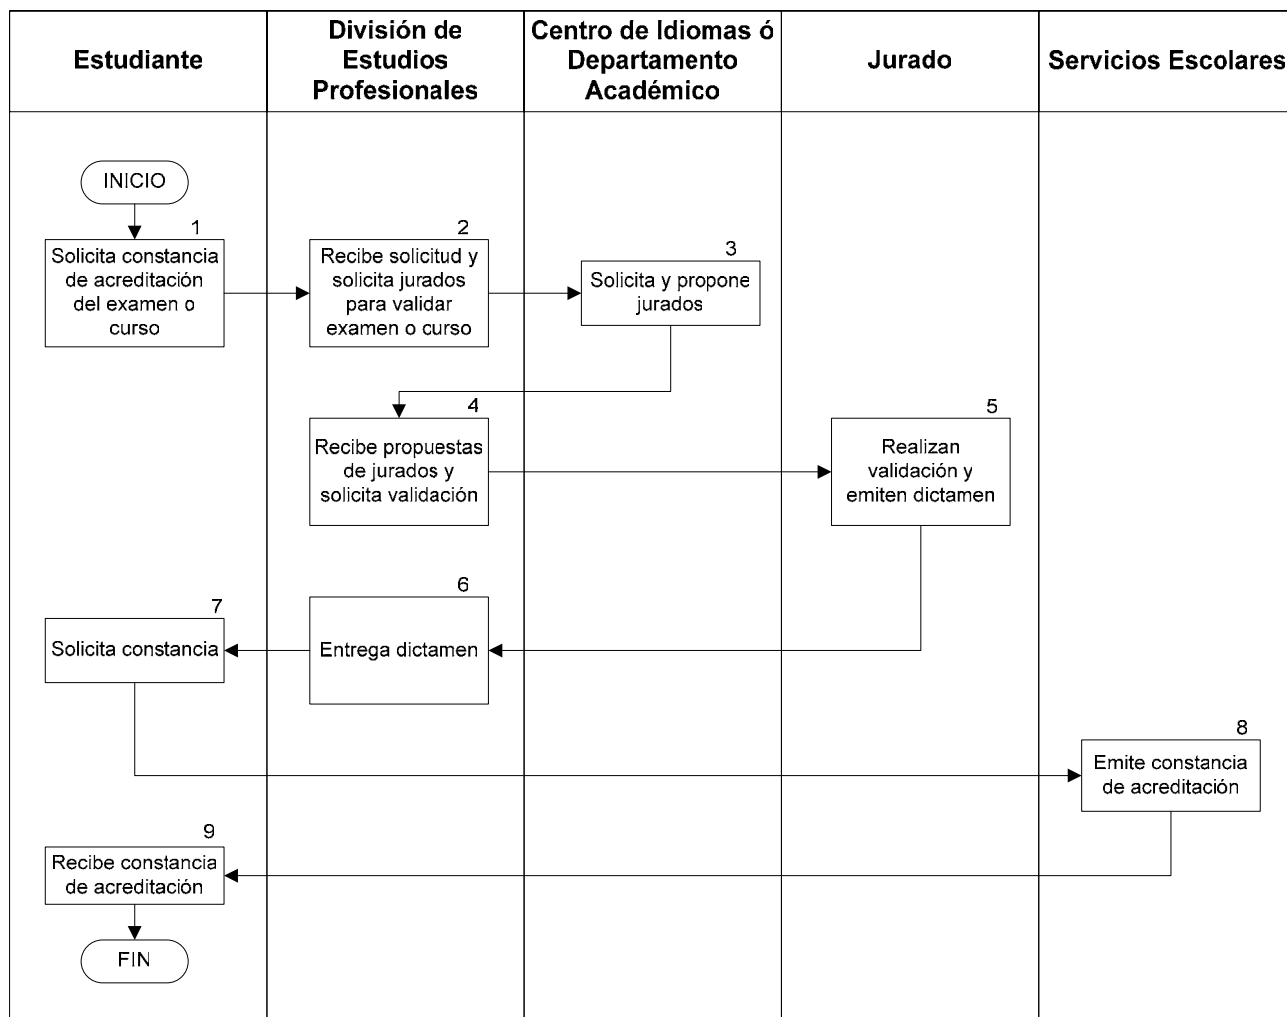 Estudiante
División de
Estudios
Profesionales
Centro de Idiomas ó
Departamento
Académico
Jurado
Servicios Escolares
INICIO
1
Solicita constancia
de acreditación
del examen o
curso
2
Recibe solicitud y
solicita jurados
para validar
examen o curso
3
Solicita y propone
jurados
4
Recibe propuestas
de jurados y
solicita validación
5
Realizan
validación y
emiten dictamen
6
Entrega dictamen
7
Solicita constancia
8
Emite constancia
de acreditación
9
Recibe constancia
de acreditación
FIN